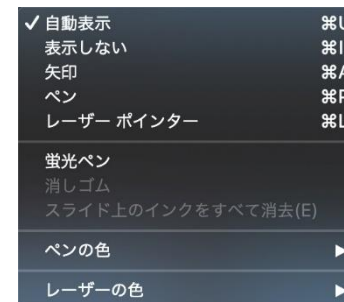 ✓ 自動表示 ⌘U
表示しない ⌘I
矢印 ⌘A
ペン ⌘P
レーザー ポインター ⌘L
蛍光ペン
消しゴム
スライド上のインクをすべて消去(E)
ペンの色 ▶
レーザーの色 ▶